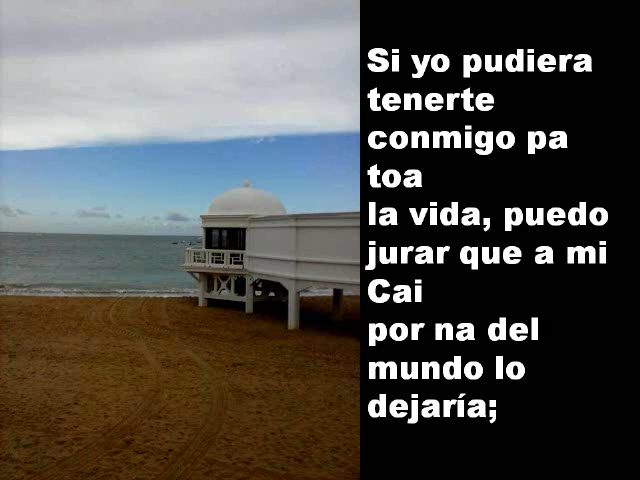 Si yo pudiera
tenerte
conmigo pa
toa
la vida, puedo
jurar que a mi
Cai
por na del
mundo lo
dejaría;